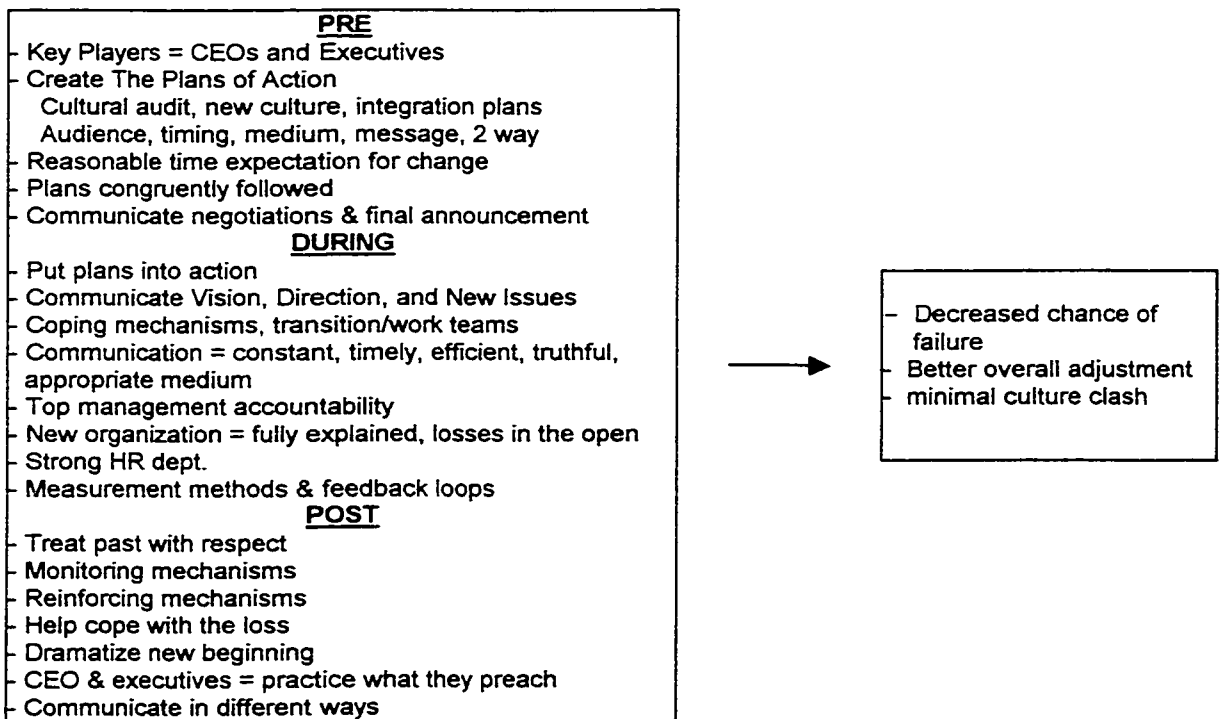 PRE
- Key Players = CEOs and Executives
- Create The Plans of Action
Cultural audit, new culture, integration plans
Audience, timing, medium, message, 2 way
- Reasonable time expectation for change
- Plans congruently followed
- Communicate negotiations & final announcement
DURING
- Put plans into action
- Communicate Vision, Direction, and New Issues
- Coping mechanisms, transition/work teams
- Communication = constant, timely, efficient, truthful,
appropriate medium
- Top management accountability
- New organization = fully explained, losses in the open
- Strong HR dept.
- Measurement methods & feedback loops
POST
- Treat past with respect
- Monitoring mechanisms
- Reinforcing mechanisms
- Help cope with the loss
- Dramatize new beginning
- CEO & executives = practice what they preach
- Communicate in different ways
- Decreased chance of
failure
- Better overall adjustment
- minimal culture clash